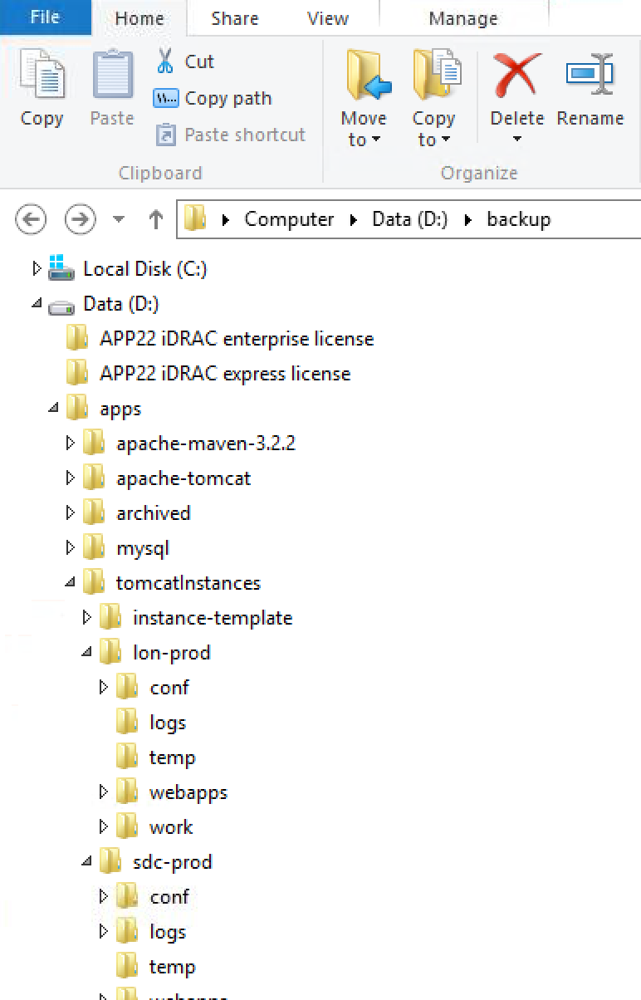 File Home Share View Manage
Cut
Copy path
Paste shortcut
Copy Paste
Move to Copy to Delete Rename
Clipboard Organize
Computer Data (D:) backup
Local Disk (C:)
Data (D:)
APP22 iDRAC enterprise license
APP22 iDRAC express license
apps
apache-maven-3.2.2
apache-tomcat
archived
mysql
tomcatInstances
instance-template
lon-prod
conf
logs
temp
webapps
work
sdc-prod
conf
logs
temp